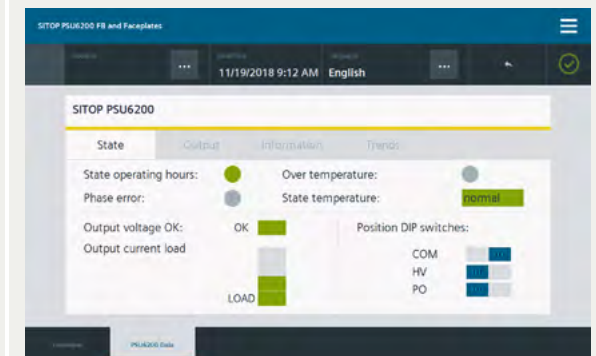 SITOP PSU6200 FB and Faceplates
11/19/2018 9:12 AM English
SITOP PSU6200
State Output Information Trends
State operating hours: Over temperature:
Phase error: State temperature: normal
Output voltage OK: OK Position DIP switches:
Output current load COM
HV
LOAD PO
PSU6200 Data